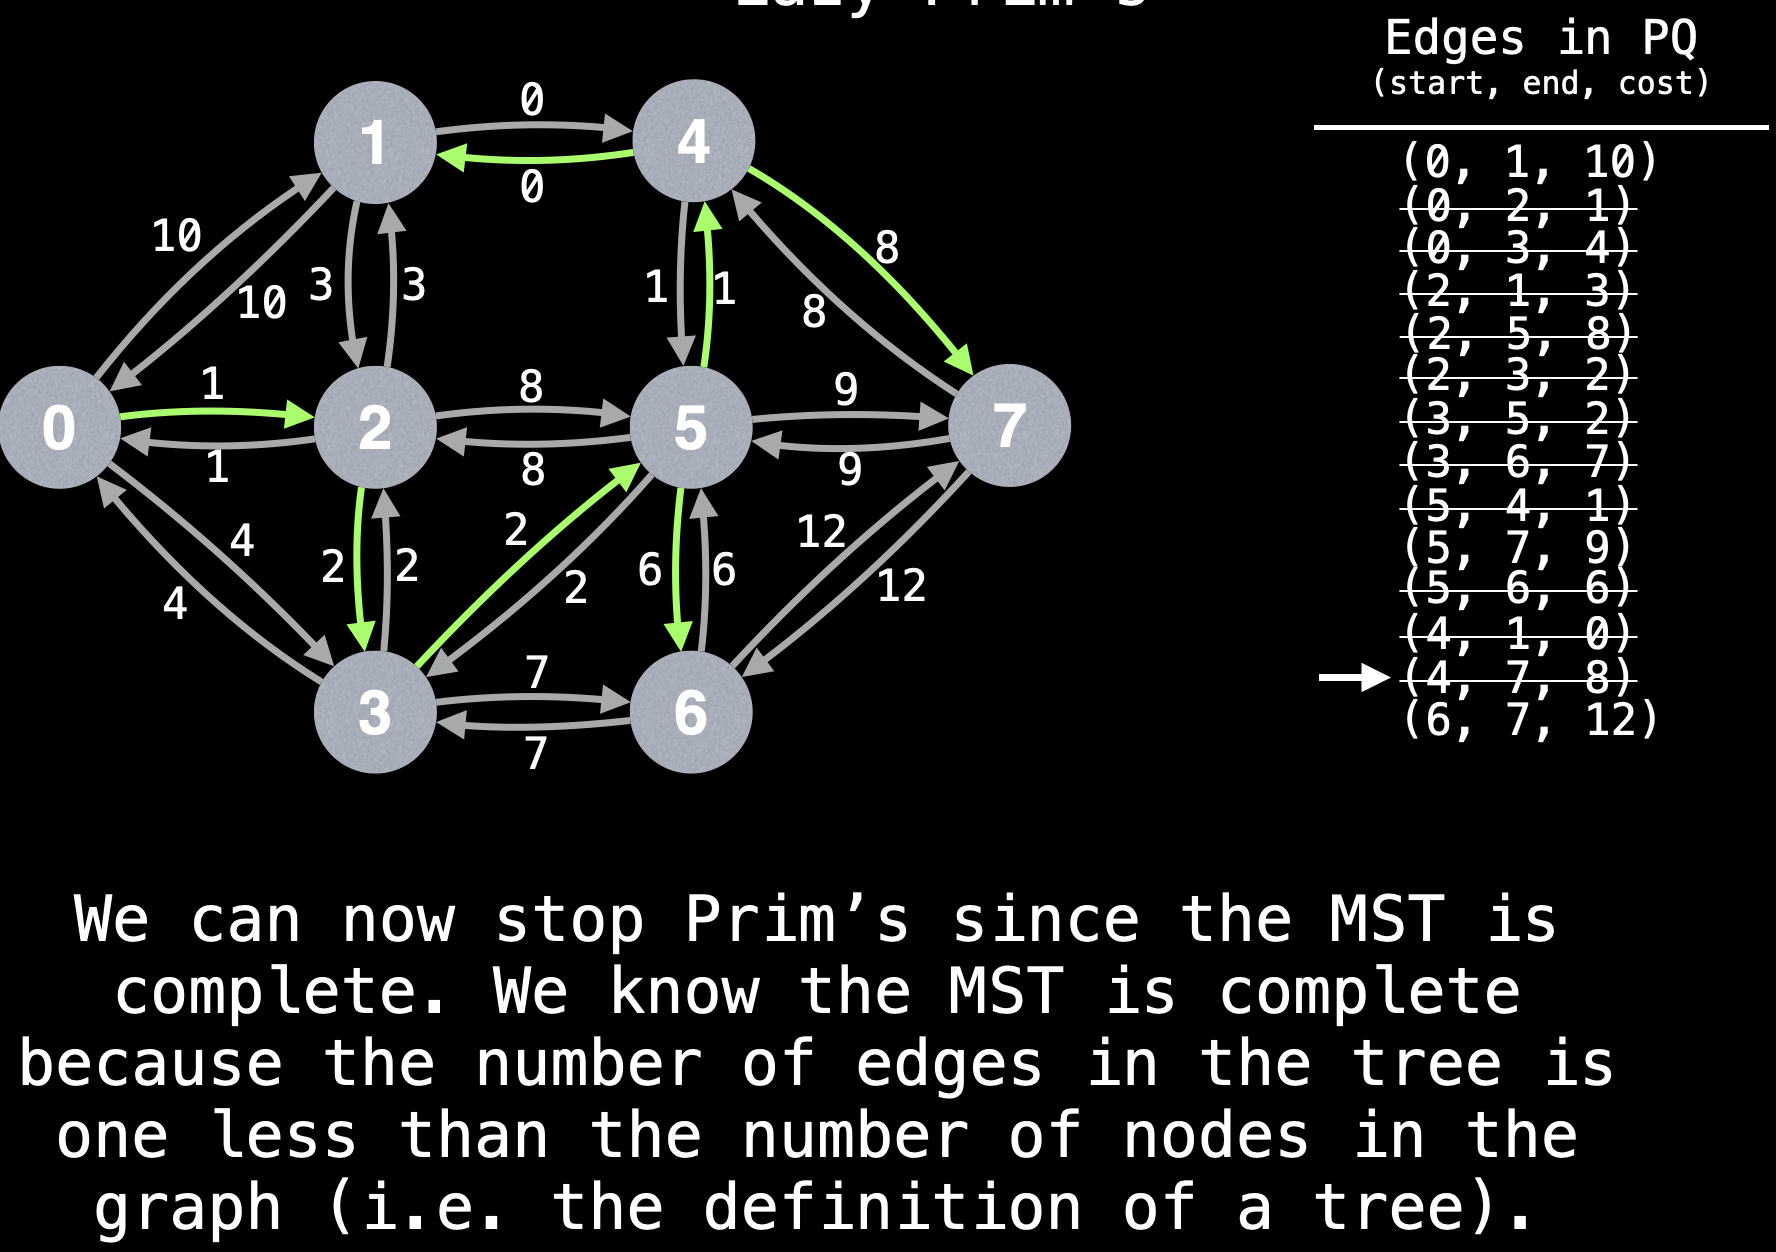 Lazy Prim's
Edges in PQ
(start, end, cost)
(0, 1, 10)
(0, 2, 1)
(0, 3, 4)
(2, 1, 3)
(2, 5, 8)
(2, 3, 2)
(3, 5, 2)
(3, 6, 7)
(5, 4, 1)
(5, 7, 9)
(5, 6, 6)
(4, 1, 0)
(4, 7, 8)
(6, 7, 12)
0
1
4
0
10
8
10
3
3
1
1
8
1
8
9
0
2
5
7
1
8
9
4
2
2
2
6
6
12
4
2
12
7
3
6
7
We can now stop Prim’s since the MST is
complete. We know the MST is complete
because the number of edges in the tree is
one less than the number of nodes in the
graph (i.e. the definition of a tree).